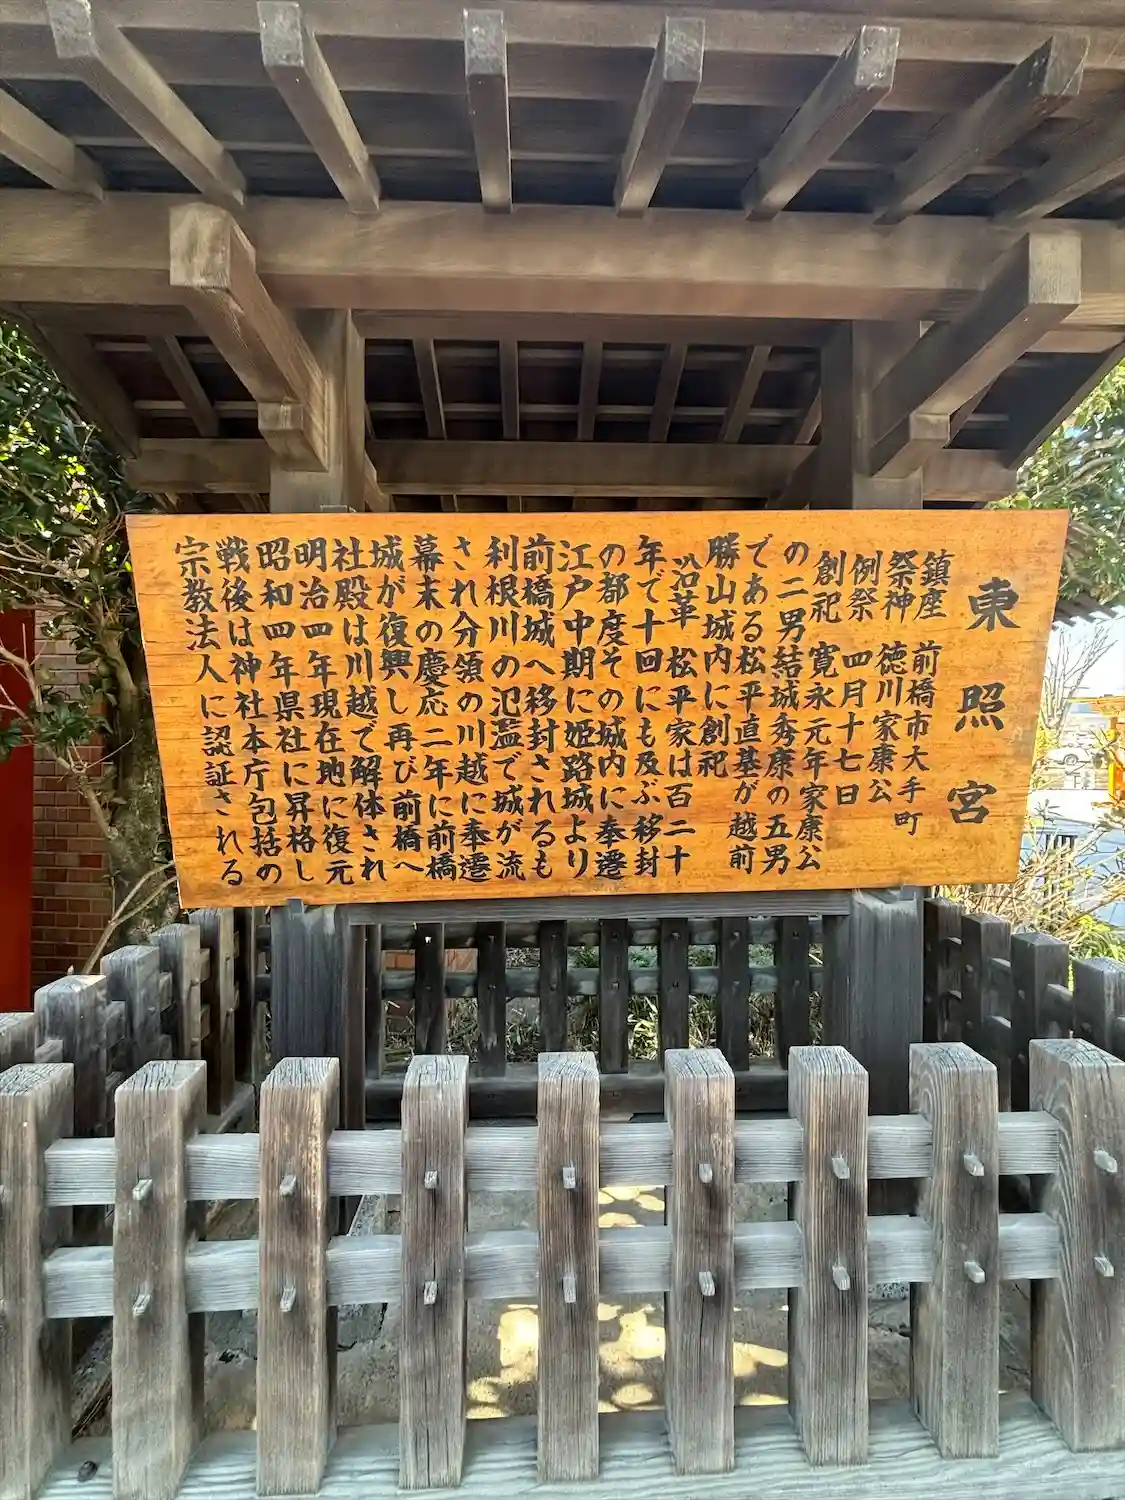 東照宮
鎮座 前橋市大手町
祭神 徳川家康公
例祭 四月十七日
創祀 寛永元年家康公
の二男結城秀康の五男
である松平直基が越前
勝山城内に創祀
沿革 松平家は百二十
年で十回にも及ぶ移封
の都度その城内に奉遷
江戸中期に姫路城より
前橋城へ移封されるも
利根川の氾濫で城が流
され分領の川越に奉遷
幕末の慶応二年に前橋
城が復興し再び前橋へ
社殿は川越で解体され
明治四年現在地に復元
昭和四年県社に昇格し
戦後は神社本庁包括の
宗教法人に認証される